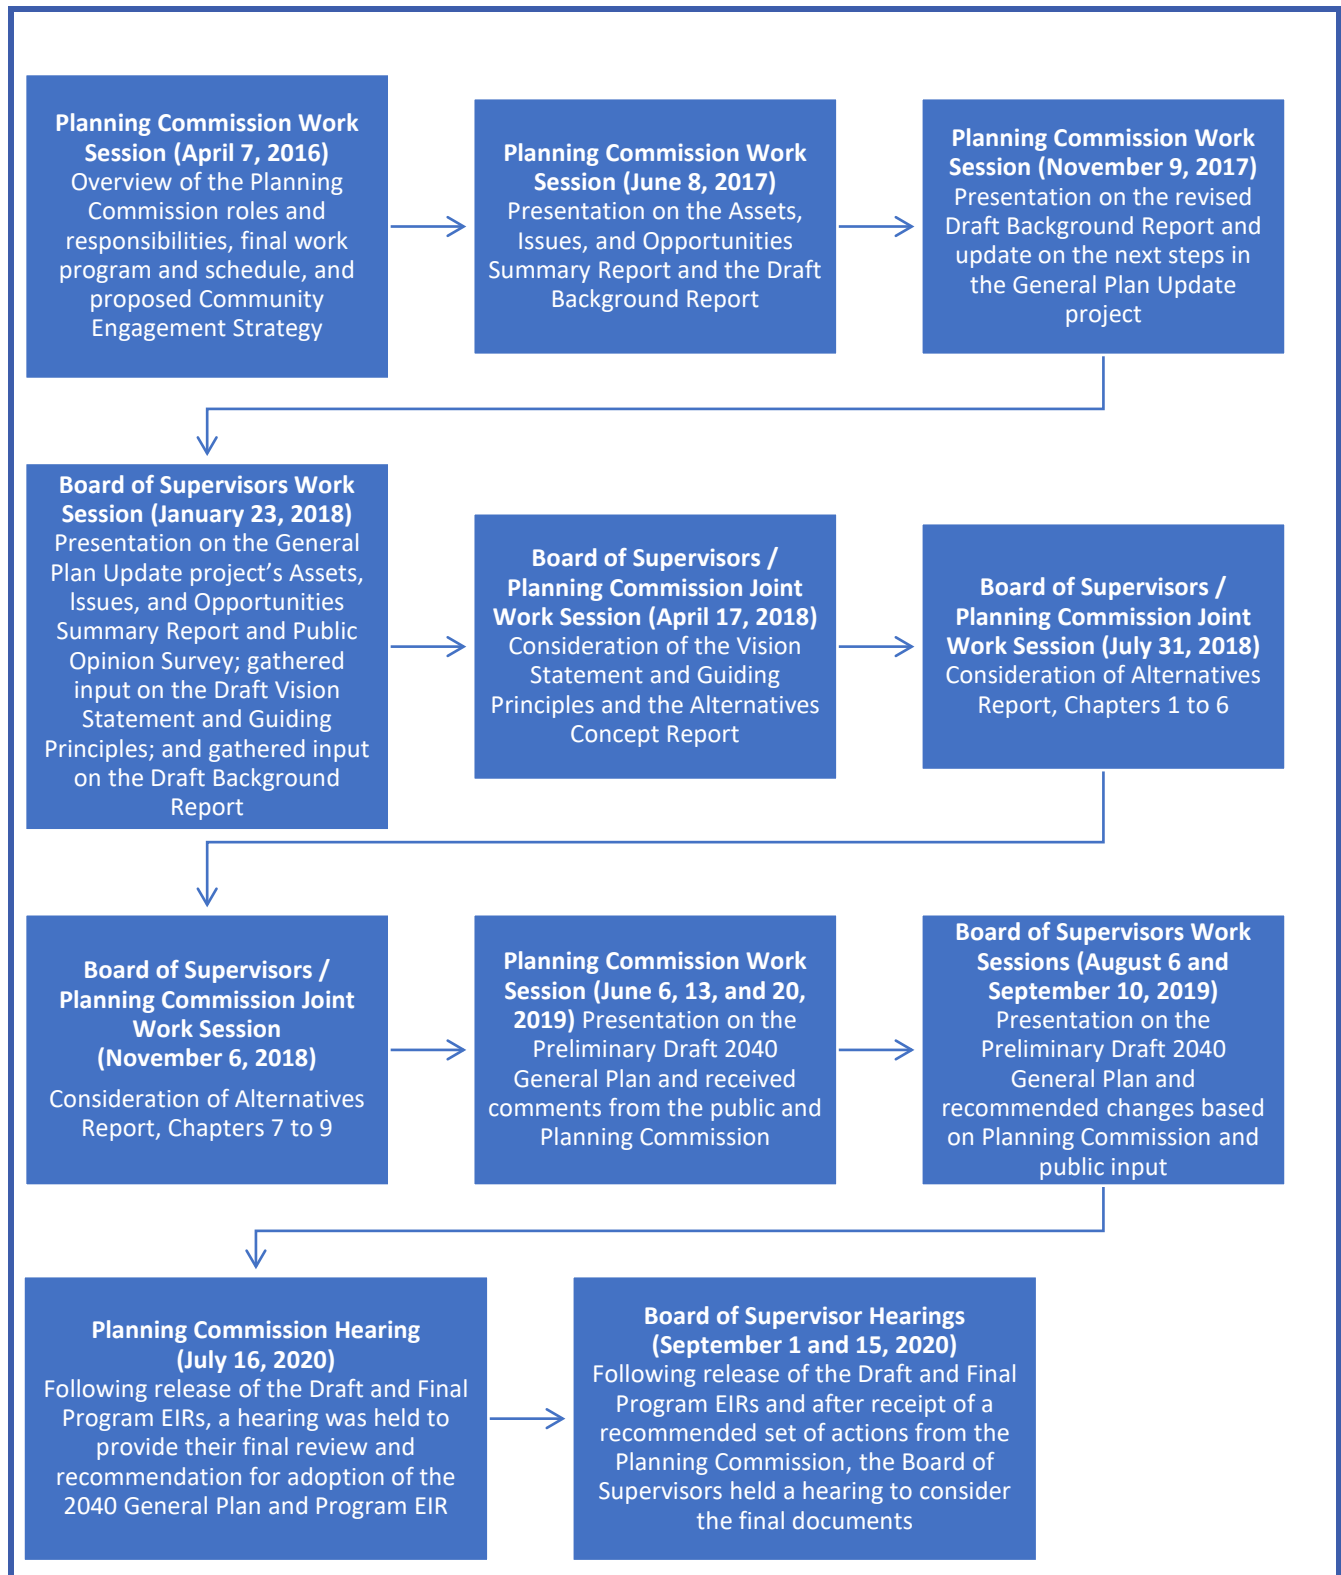 Planning Commission Work
Session (April 7, 2016)
Overview of the Planning
Commission roles and
responsibilities, final work
program and schedule, and
proposed Community
Engagement Strategy
Planning Commission Work
Session (June 8, 2017)
Presentation on the Assets,
Issues, and Opportunities
Summary Report and the Draft
Background Report
Planning Commission Work
Session (November 9, 2017)
Presentation on the revised
Draft Background Report and
update on the next steps in
the General Plan Update
project
Board of Supervisors Work
Session (January 23, 2018)
Presentation on the General
Plan Update project's Assets,
Issues, and Opportunities
Summary Report and Public
Opinion Survey; gathered
input on the Draft Vision
Statement and Guiding
Principles; and gathered input
on the Draft Background
Report
Board of Supervisors /
Planning Commission Joint
Work Session (April 17, 2018)
Consideration of the Vision
Statement and Guiding
Principles and the Alternatives
Concept Report
Board of Supervisors /
Planning Commission Joint
Work Session (July 31, 2018)
Consideration of Alternatives
Report, Chapters 1 to 6
Board of Supervisors /
Planning Commission Joint
Work Session
(November 6, 2018)
Consideration of Alternatives
Report, Chapters 7 to 9
Planning Commission Work
Session (June 6, 13, and 20,
2019) Presentation on the
Preliminary Draft 2040
General Plan and received
comments from the public and
Planning Commission
Board of Supervisors Work
Sessions (August 6 and
September 10, 2019)
Presentation on the
Preliminary Draft 2040
General Plan and
recommended changes based
on Planning Commission and
public input
Planning Commission Hearing
(July 16, 2020)
Following release of the Draft and Final
Program EIRs, a hearing was held to
provide their final review and
recommendation for adoption of the
2040 General Plan and Program EIR
Board of Supervisor Hearings
(September 1 and 15, 2020)
Following release of the Draft and Final
Program EIRs and after receipt of a
recommended set of actions from the
Planning Commission, the Board of
Supervisors held a hearing to consider
the final documents